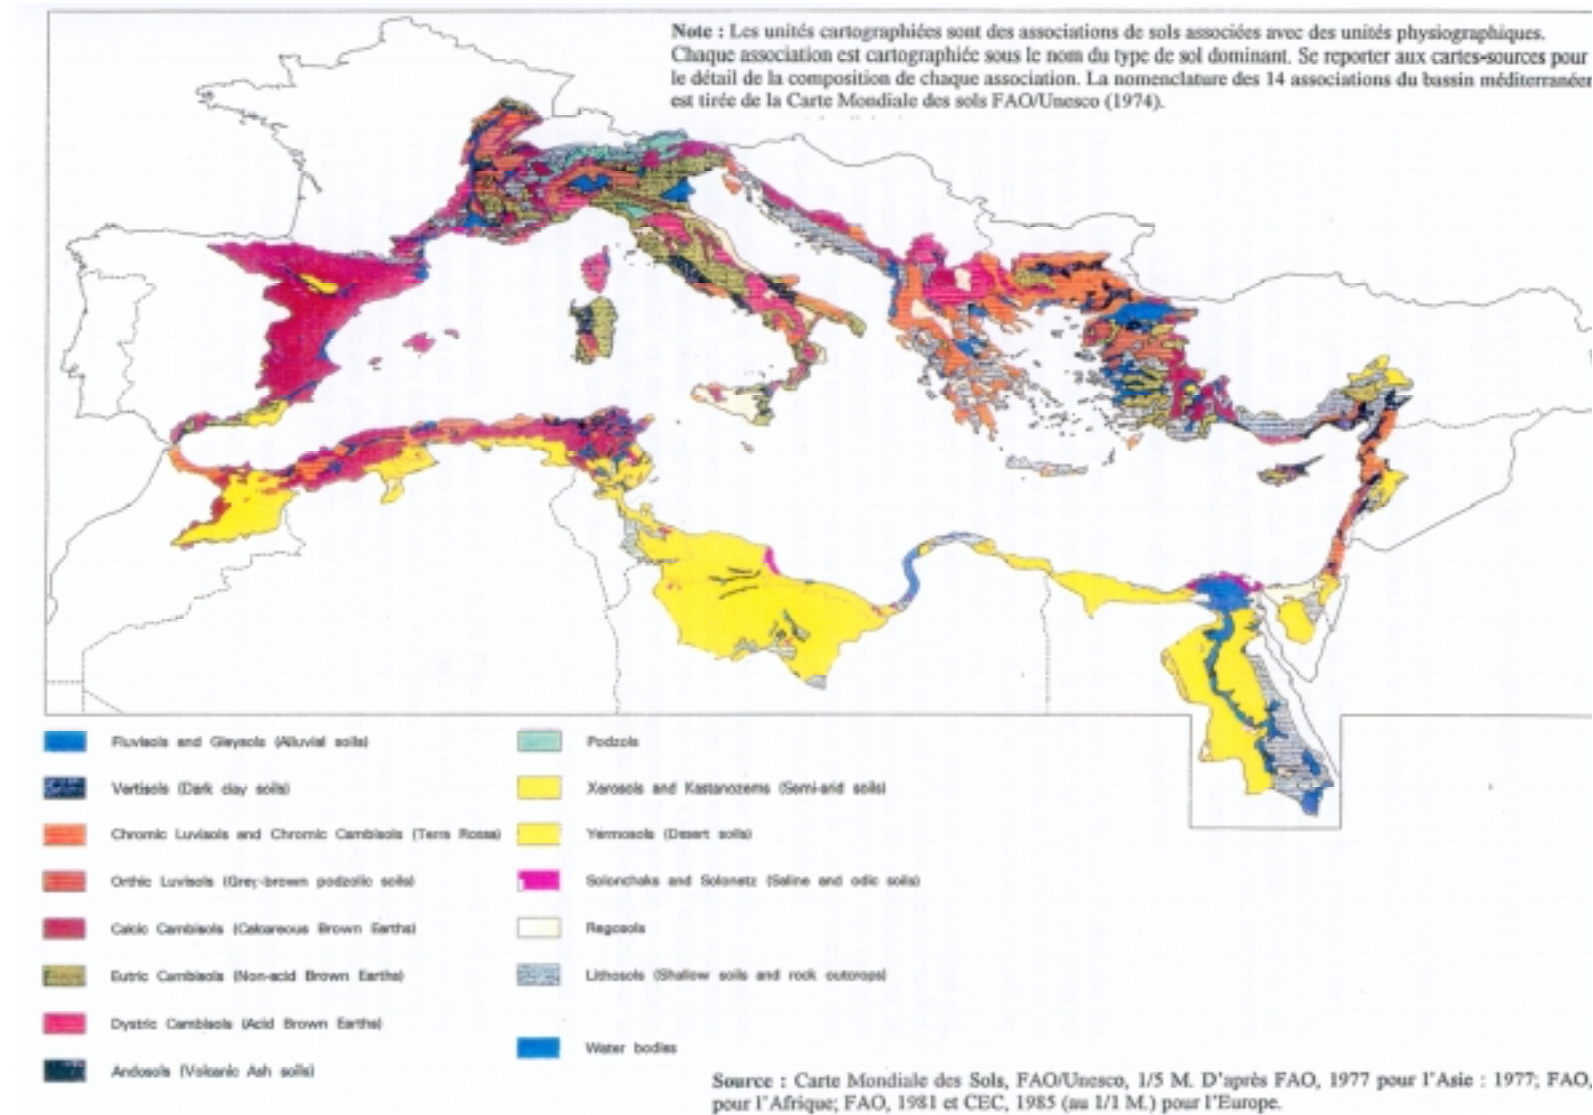 Note : Les unités cartographiées sont des associations de sols associées avec des unités physiographiques.
Chaque association est cartographiée sous le nom du type de sol dominant. Se reporter aux cartes-sources pour
le détail de la composition de chaque association. La nomenclature des 14 associations du bassin méditerranéen
est tirée de la Carte Mondiale des sols FAO/Unesco (1974).
Fluvisols and Gleysols (Alluvial soils)
Vertisols (Dark clay soils)
Chromic Luvisols and Chromic Cambisols (Terra Rossa)
Orthic Luvisols (Grey-brown podzolic soils)
Calcic Cambisols (Calcareous Brown Earths)
Eutric Cambisols (Non-acid Brown Earths)
Dystric Cambisols (Acid Brown Earths)
Andosols (Volcanic Ash soils)
Podzols
Xerosols and Kastanozems (Semi-arid soils)
Yermosols (Desert soils)
Solonchaks and Solonetz (Saline and odic soils)
Regosols
Lithosols (Shallow soils and rock outcrops)
Water bodies
Source : Carte Mondiale des Sols, FAO/Unesco, 1/5 M. D'après FAO, 1977 pour l'Asie : 1977; FAO,
pour l'Afrique; FAO, 1981 et CEC, 1985 (au 1/1 M.) pour l'Europe.